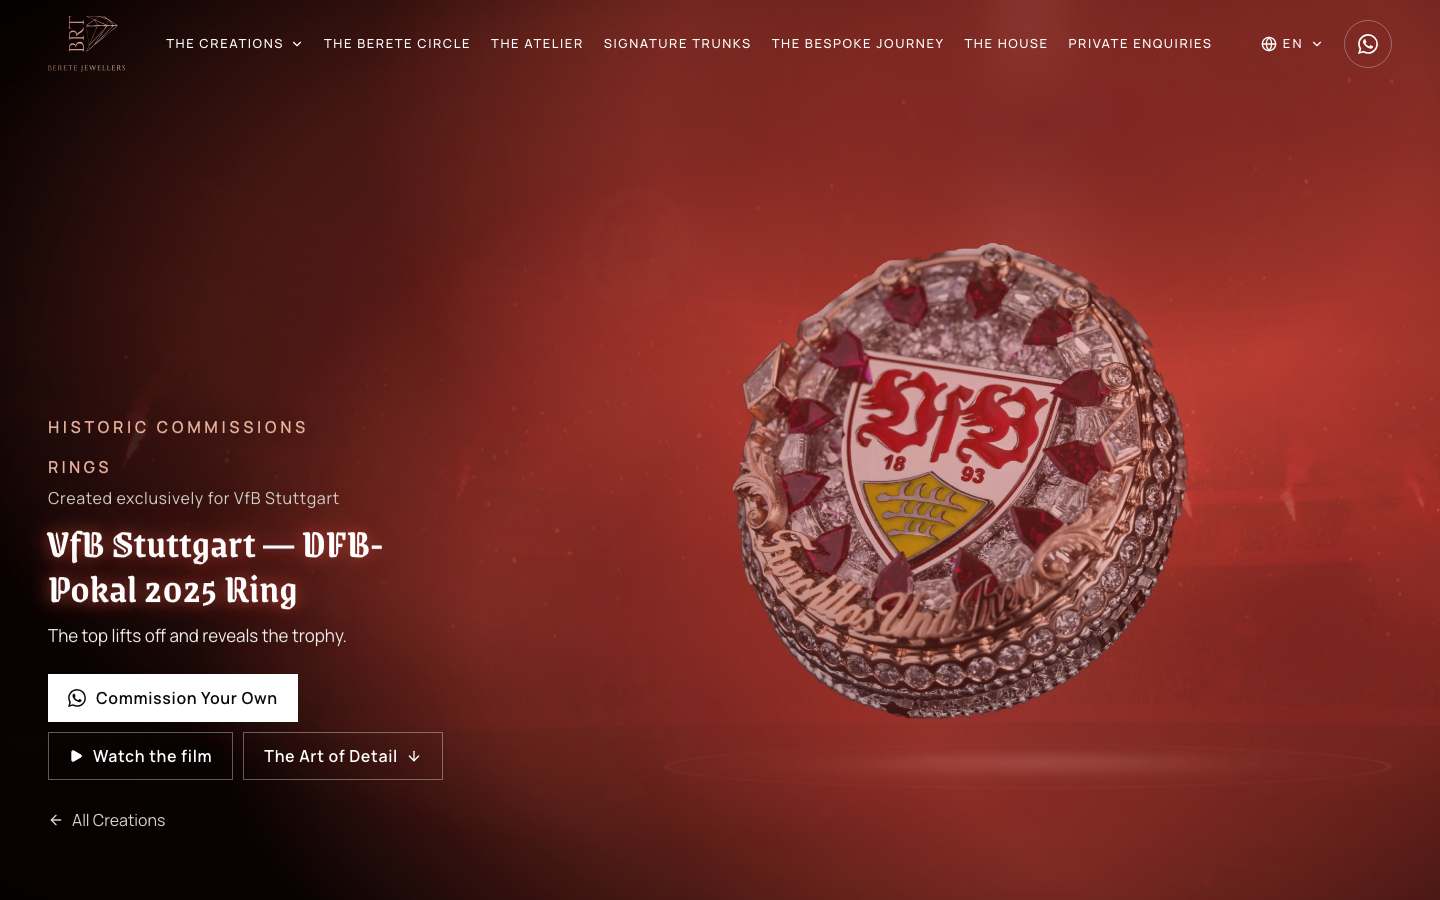 BRT
BERETE JEWELLERS
THE CREATIONS
THE BERETE CIRCLE
THE ATELIER
SIGNATURE TRUNKS
THE BESPOKE JOURNEY
THE HOUSE
PRIVATE ENQUIRIES
EN
HISTORIC COMMISSIONS
RINGS
Created exclusively for VfB Stuttgart
VfB Stuttgart — DFB-
Pokal 2025 Ring
The top lifts off and reveals the trophy.
Commission Your Own
Watch the film
The Art of Detail
All Creations
VfB
18 93
Furchtlos Und Treu